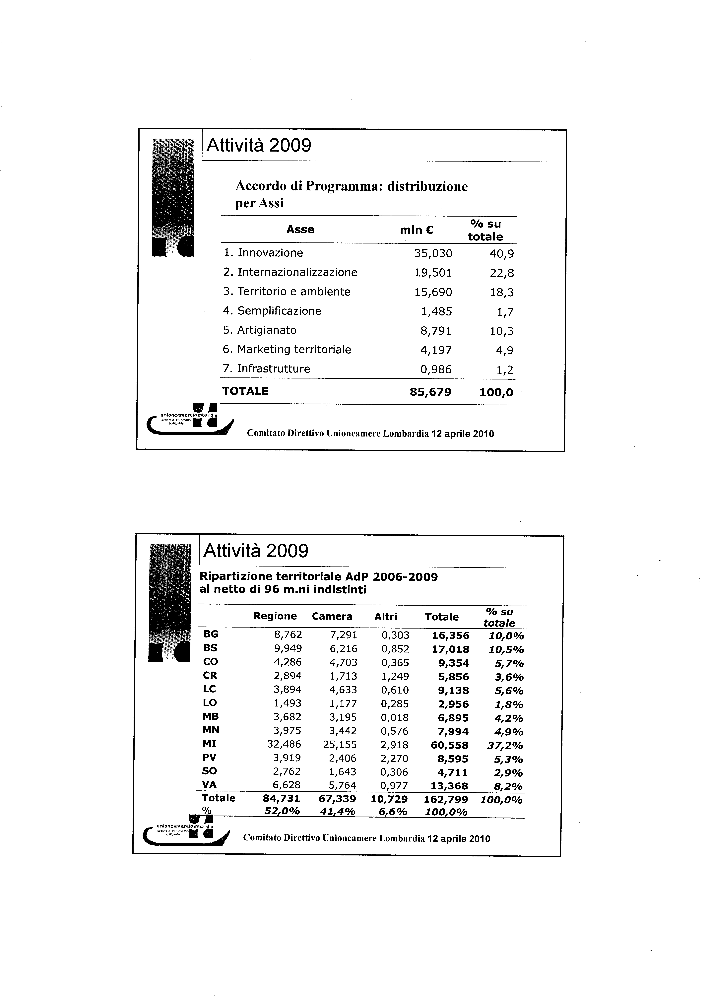 Attività 2009
Accordo di Programma: distribuzione
per Assi
Asse mln € % su totale
1. Innovazione 35,030 40,9
2. Internazionalizzazione 19,501 22,8
3. Territorio e ambiente 15,690 18,3
4. Semplificazione 1,485 1,7
5. Artigianato 8,791 10,3
6. Marketing territoriale 4,197 4,9
7. Infrastrutture 0,986 1,2
TOTALE 85,679 100,0
unioncamerelombardia
camere di commercio
lombarde
Comitato Direttivo Unioncamere Lombardia 12 aprile 2010
Attività 2009
Ripartizione territoriale AdP 2006-2009
al netto di 96 m.ni indistinti
Regione Camera Altri Totale % su totale
BG 8,762 7,291 0,303 16,356 10,0%
BS 9,949 6,216 0,852 17,018 10,5%
CO 4,286 4,703 0,365 9,354 5,7%
CR 2,894 1,713 1,249 5,856 3,6%
LC 3,894 4,633 0,610 9,138 5,6%
LO 1,493 1,177 0,285 2,956 1,8%
MB 3,682 3,195 0,018 6,895 4,2%
MN 3,975 3,442 0,576 7,994 4,9%
MI 32,486 25,155 2,918 60,558 37,2%
PV 3,919 2,406 2,270 8,595 5,3%
SO 2,762 1,643 0,306 4,711 2,9%
VA 6,628 5,764 0,977 13,368 8,2%
Totale 84,731 67,339 10,729 162,799 100,0%
% 52,0% 41,4% 6,6% 100,0%
unioncamerelombardia
camere di commercio
lombarde
Comitato Direttivo Unioncamere Lombardia 12 aprile 2010